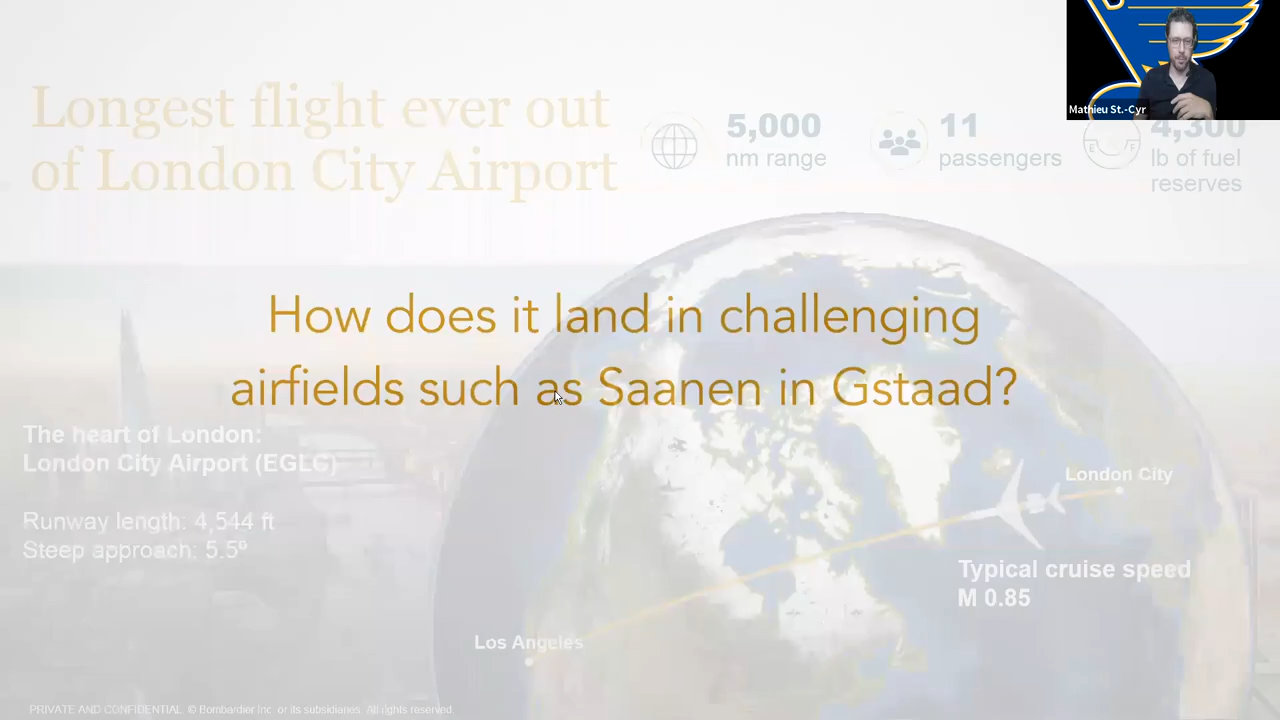 Mathieu St.-Cyr
Longest flight ever out
of London City Airport
5,000
nm range
11
passengers
4,300
lb of fuel
reserves
E F
How does it land in challenging
airfields such as Saanen in Gstaad?
The heart of London:
London City Airport (EGLC)
Runway length: 4,544 ft
Steep approach: 5.5º
London City
Typical cruise speed
M 0.85
Los Angeles
PRIVATE AND CONFIDENTIAL © Bombardier Inc. or its subsidiaries. All rights reserved.